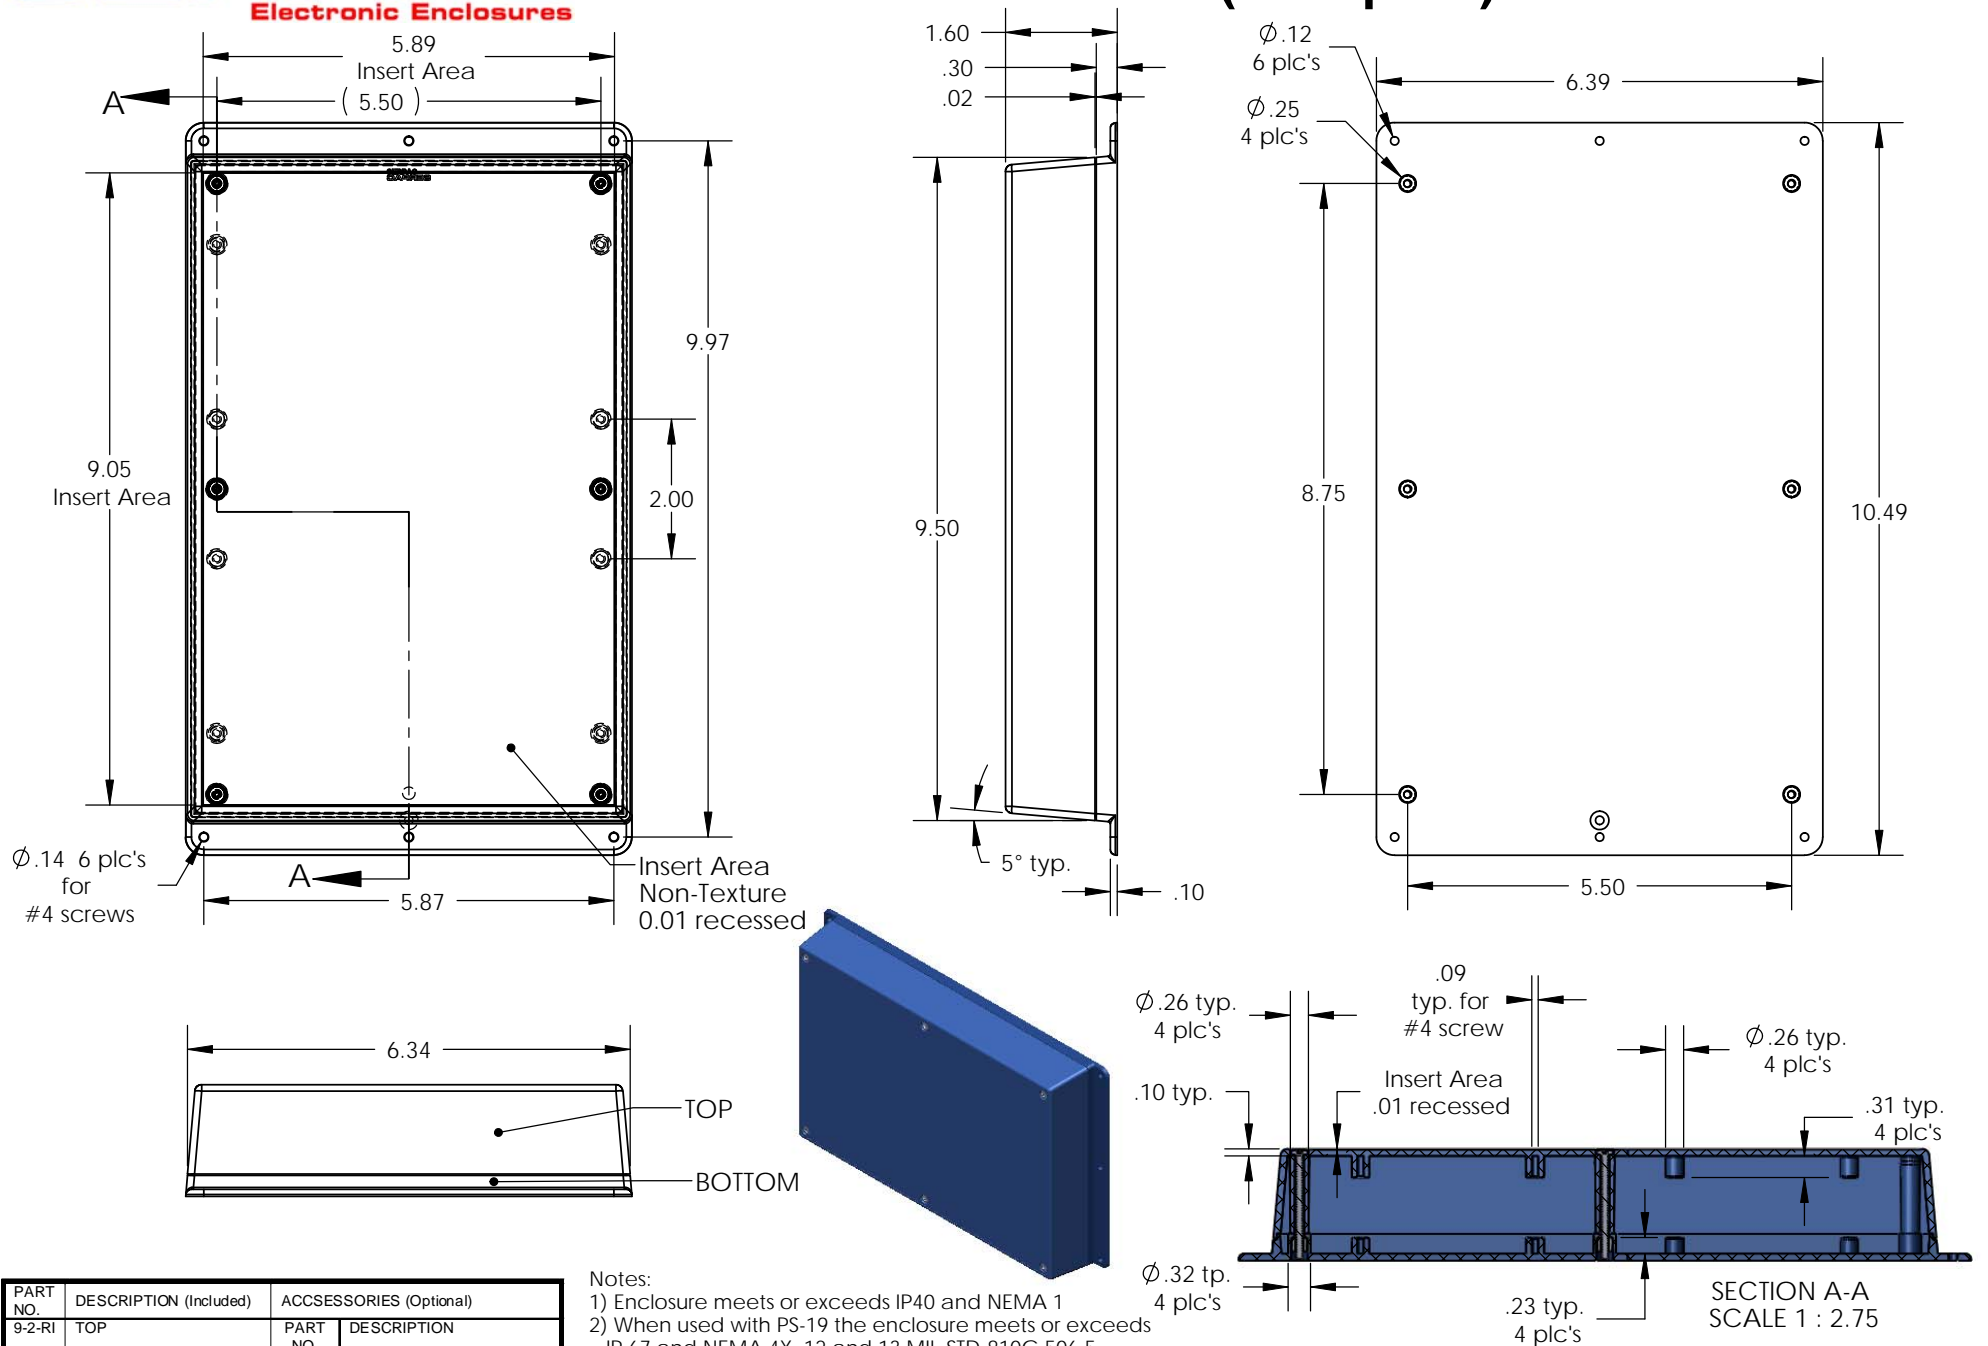 Electronic Enclosures
5.89
Insert Area
( 5.50 )
A
9.97
9.05
Insert Area
2.00
Ø.14 6 plc's
for
#4 screws
A
5.87
Insert Area
Non-Texture
0.01 recessed
1.60
.30
.02
9.50
5° typ.
.10
Ø.12
6 plc's
Ø.25
4 plc's
6.39
8.75
10.49
5.50
6.34
TOP
BOTTOM
Ø.26 typ.
4 plc's
.09
typ. for
#4 screw
Ø.26 typ.
4 plc's
.10 typ.
Insert Area
.01 recessed
.31 typ.
4 plc's
Ø.32 tp.
4 plc's
.23 typ.
4 plc's
SECTION A-A
SCALE 1 : 2.75
PART
NO.
DESCRIPTION (Included)
ACCSESSORIES (Optional)
9-2-RI
TOP
PART
NO.
DESCRIPTION
Notes:
1) Enclosure meets or exceeds IP40 and NEMA 1
2) When used with PS-19 the enclosure meets or exceeds